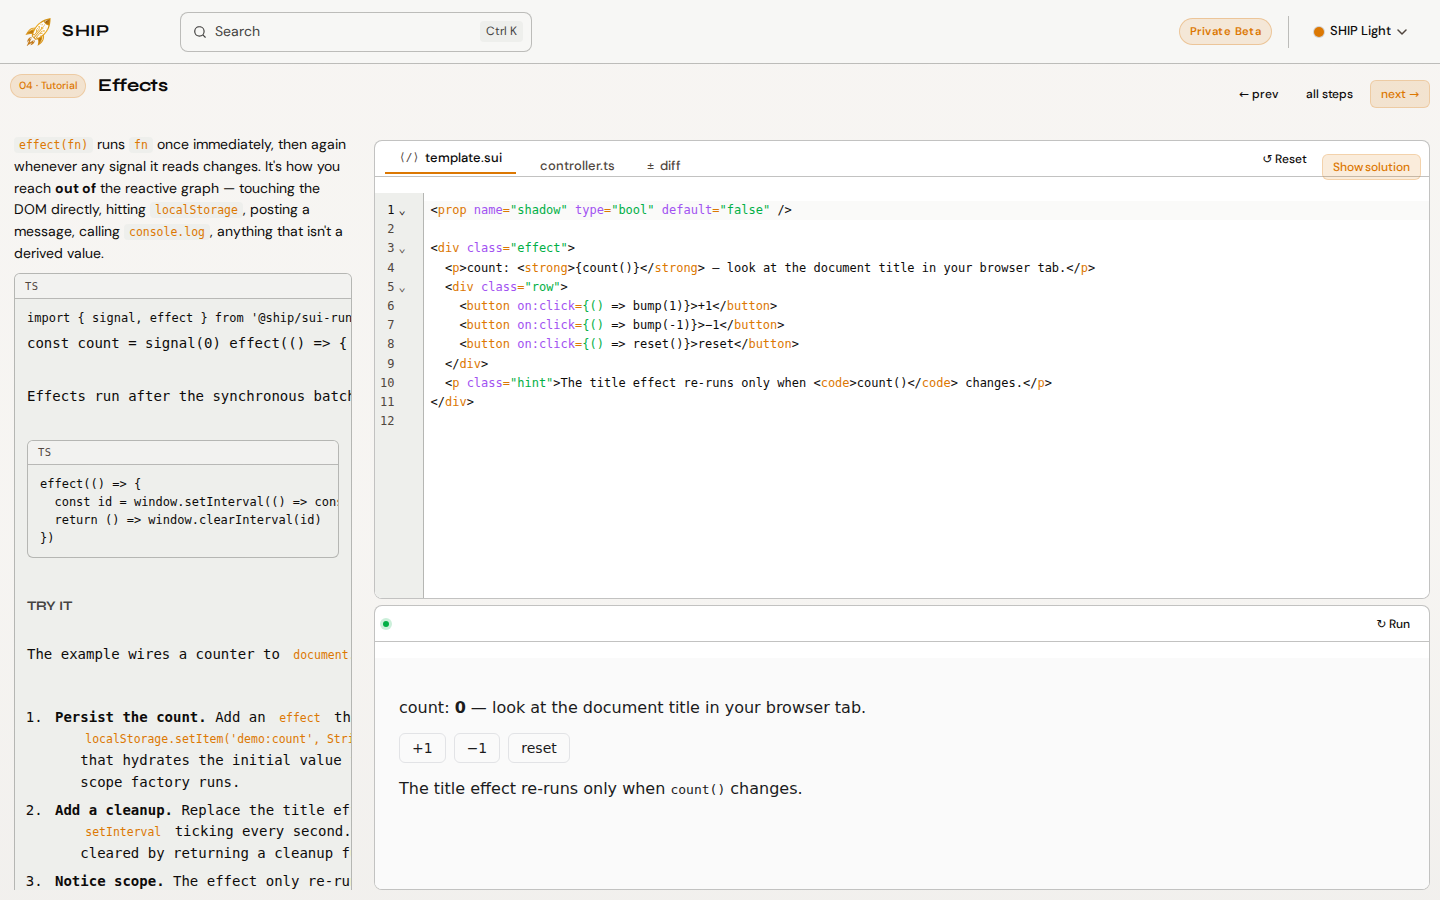 SHIP
Search
Ctrl K
Private Beta
SHIP Light
04 · Tutorial
Effects
← prev
all steps
next →
effect(fn) runs fn once immediately, then again
whenever any signal it reads changes. It's how you
reach out of the reactive graph — touching the
DOM directly, hitting localStorage, posting a
message, calling console.log, anything that isn't a
derived value.
TS
import { signal, effect } from '@ship/sui-run
const count = signal(0) effect(() => {
Effects run after the synchronous batch
TS
effect(() => {
const id = window.setInterval(() => con
return () => window.clearInterval(id)
})
TRY IT
The example wires a counter to document
1. Persist the count. Add an effect th
localStorage.setItem('demo:count', Stri
that hydrates the initial value
scope factory runs.
2. Add a cleanup. Replace the title ef
setInterval ticking every second.
cleared by returning a cleanup f
3. Notice scope. The effect only re-ru
⟨/⟩ template.sui
controller.ts
± diff
↺ Reset
Show solution
1 <prop name="shadow" type="bool" default="false" />
2
3 <div class="effect">
4 <p>count: <strong>{count()}</strong> — look at the document title in your browser tab.</p>
5 <div class="row">
6 <button on:click={() => bump(1)}>+1</button>
7 <button on:click={() => bump(-1)}>−1</button>
8 <button on:click={() => reset()}>reset</button>
9 </div>
10 <p class="hint">The title effect re-runs only when <code>count()</code> changes.</p>
11 </div>
12
↻ Run
count: 0 — look at the document title in your browser tab.
+1
−1
reset
The title effect re-runs only when count() changes.